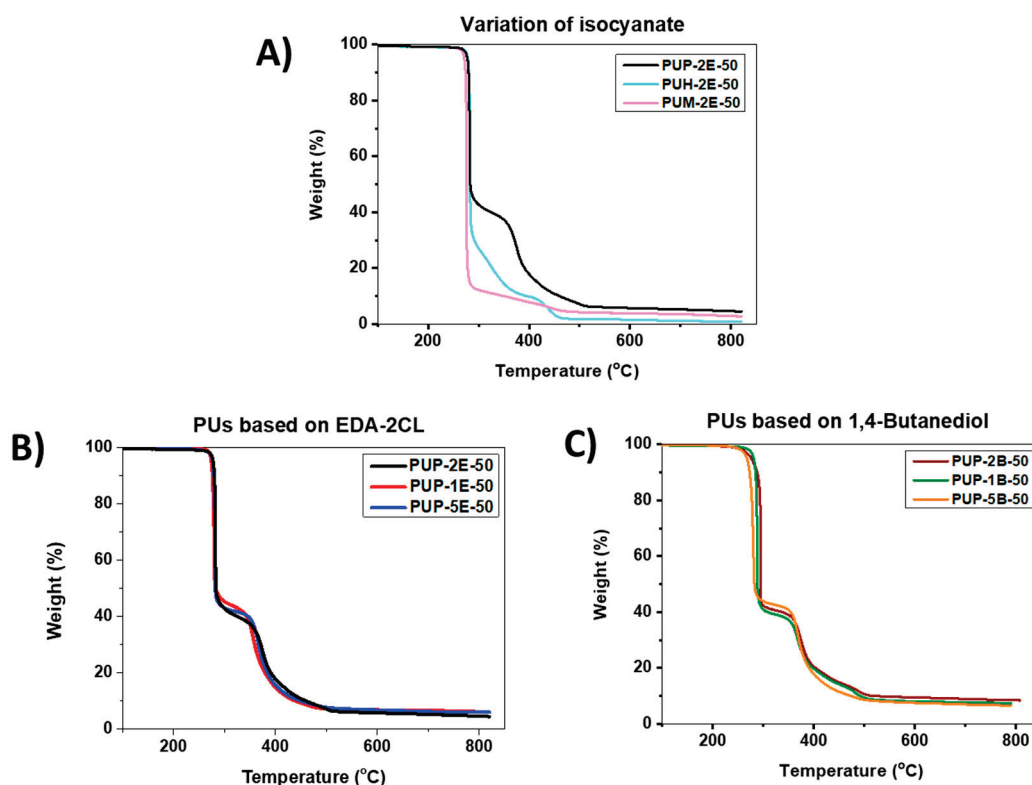 A)
Variation of isocyanate
PUP-2E-50
PUH-2E-50
PUM-2E-50
Weight (%)
100
80
60
40
20
0
200
400
600
800
Temperature (°C)
B)
PUs based on EDA-2CL
PUP-2E-50
PUP-1E-50
PUP-5E-50
Weight (%)
100
80
60
40
20
0
200
400
600
800
Temperature (°C)
C)
PUs based on 1,4-Butanediol
PUP-2B-50
PUP-1B-50
PUP-5B-50
Weight (%)
100
80
60
40
20
0
200
400
600
800
Temperature (°C)